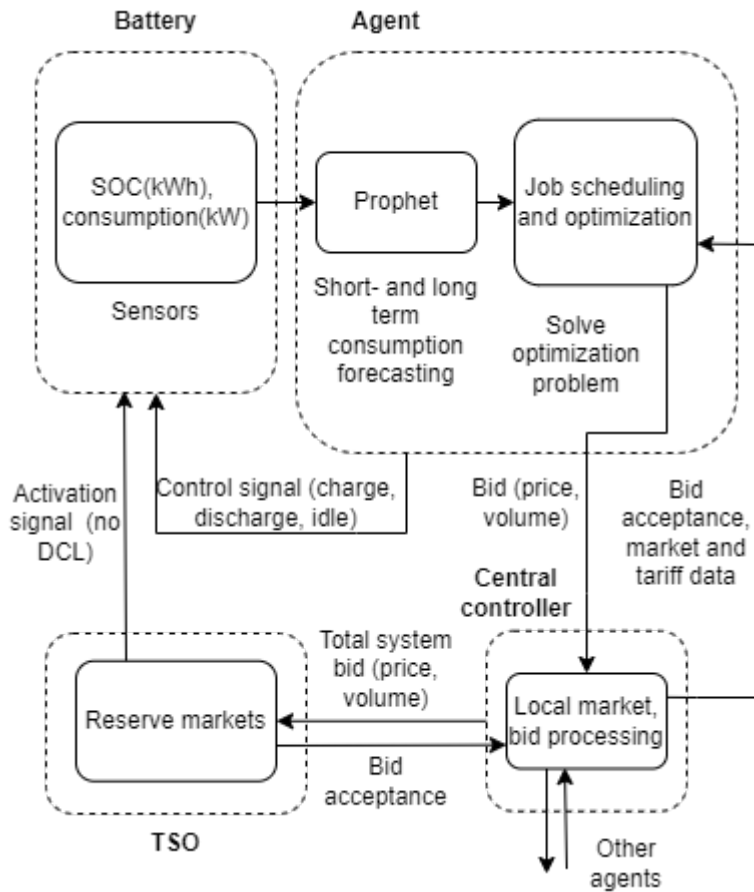 Battery
Agent
SOC(kWh),
consumption(kW)
Sensors
Prophet
Short- and long
term
consumption
forecasting
Job scheduling
and optimization
Solve
optimization
problem
Activation
signal (no
DCL)
Control signal (charge,
discharge, idle)
Bid (price,
volume)
Bid
acceptance,
market and
tariff data
Central
controller
Total system
bid (price,
volume)
Reserve markets
Local market,
bid processing
Bid
acceptance
TSO
Other
agents